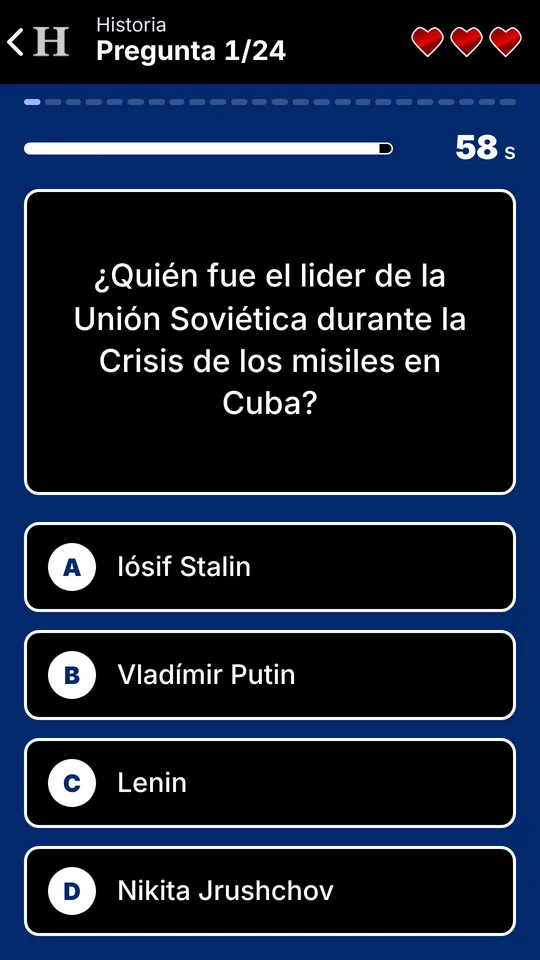 H
Historia
Pregunta 1/24
58 s
¿Quién fue el lider de la
Unión Soviética durante la
Crisis de los misiles en
Cuba?
A Iósif Stalin
B Vladímir Putin
C Lenin
D Nikita Jrushchov